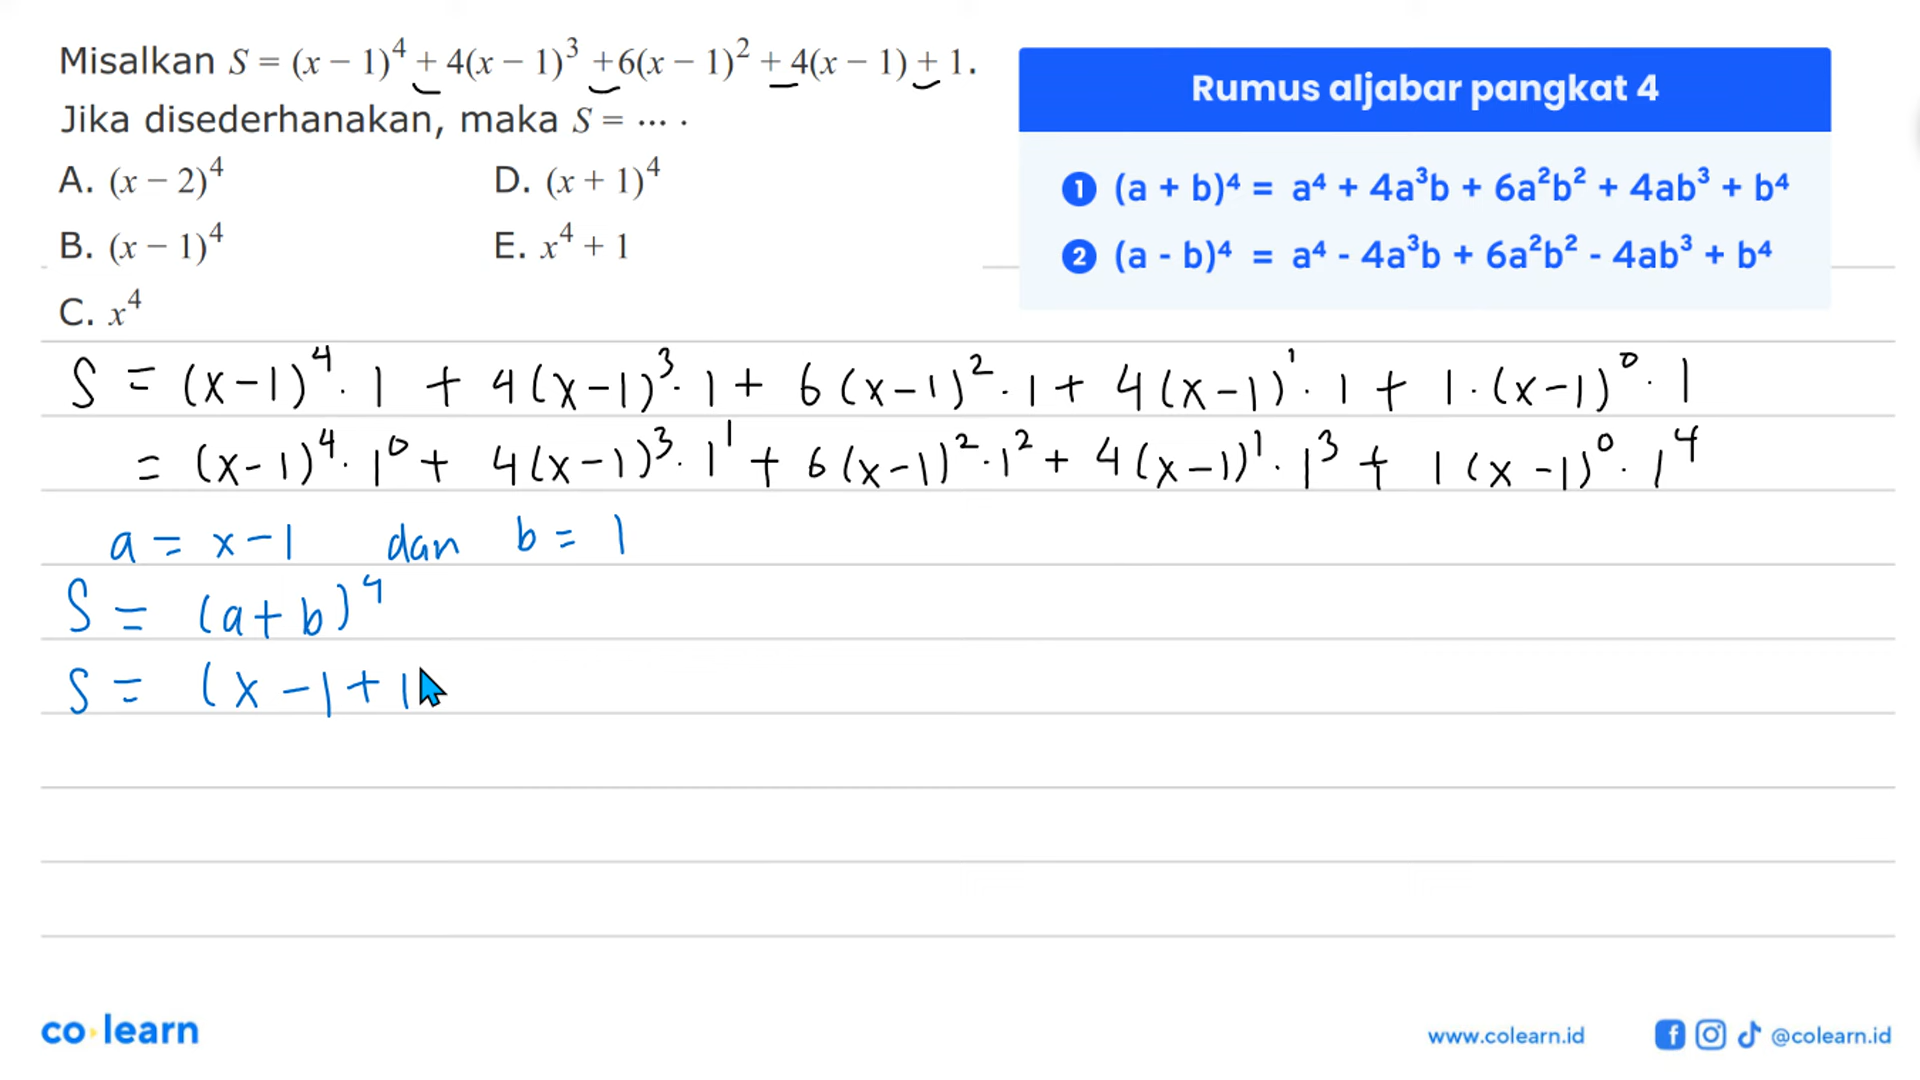 Misalkan S = (x − 1)⁴ + 4(x − 1)³ +6(x − 1)² + 4(x − 1) + 1.
Jika disederhanakan, maka S = ... .
A. (x − 2)⁴
B. (x − 1)⁴
C. x⁴
D. (x + 1)⁴
E. x⁴ + 1
Rumus aljabar pangkat 4
1 (a + b)⁴ = a⁴ + 4a³b + 6a²b² + 4ab³ + b⁴
2 (a - b)⁴ = a⁴ - 4a³b + 6a²b² - 4ab³ + b⁴
S = (x−1)⁴ · 1 + 4(x−1)³ · 1 + 6(x−1)² · 1 + 4(x−1)¹ · 1 + 1 · (x−1)⁰ · 1
= (x−1)⁴ · 1⁰ + 4(x−1)³ · 1¹ + 6(x−1)² · 1² + 4(x−1)¹ · 1³ + 1(x−1)⁰ · 1⁴
a = x−1 dan b = 1
S = (a+b)⁴
S = (x−1+1
co learn
www.colearn.id
@colearn.id